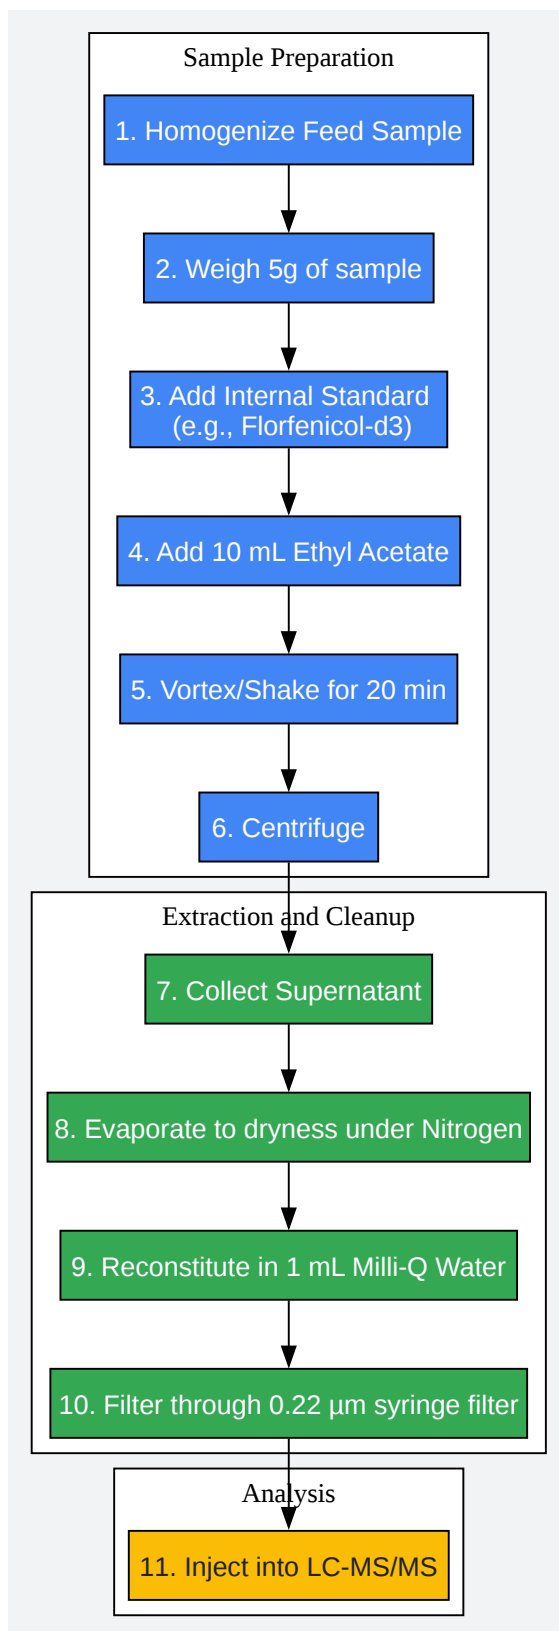 Sample Preparation
1. Homogenize Feed Sample
2. Weigh 5g of sample
3. Add Internal Standard
(e.g., Florfenicol-d3)
4. Add 10 mL Ethyl Acetate
5. Vortex/Shake for 20 min
6. Centrifuge
Extraction and Cleanup
7. Collect Supernatant
8. Evaporate to dryness under Nitrogen
9. Reconstitute in 1 mL Milli-Q Water
10. Filter through 0.22 µm syringe filter
Analysis
11. Inject into LC-MS/MS